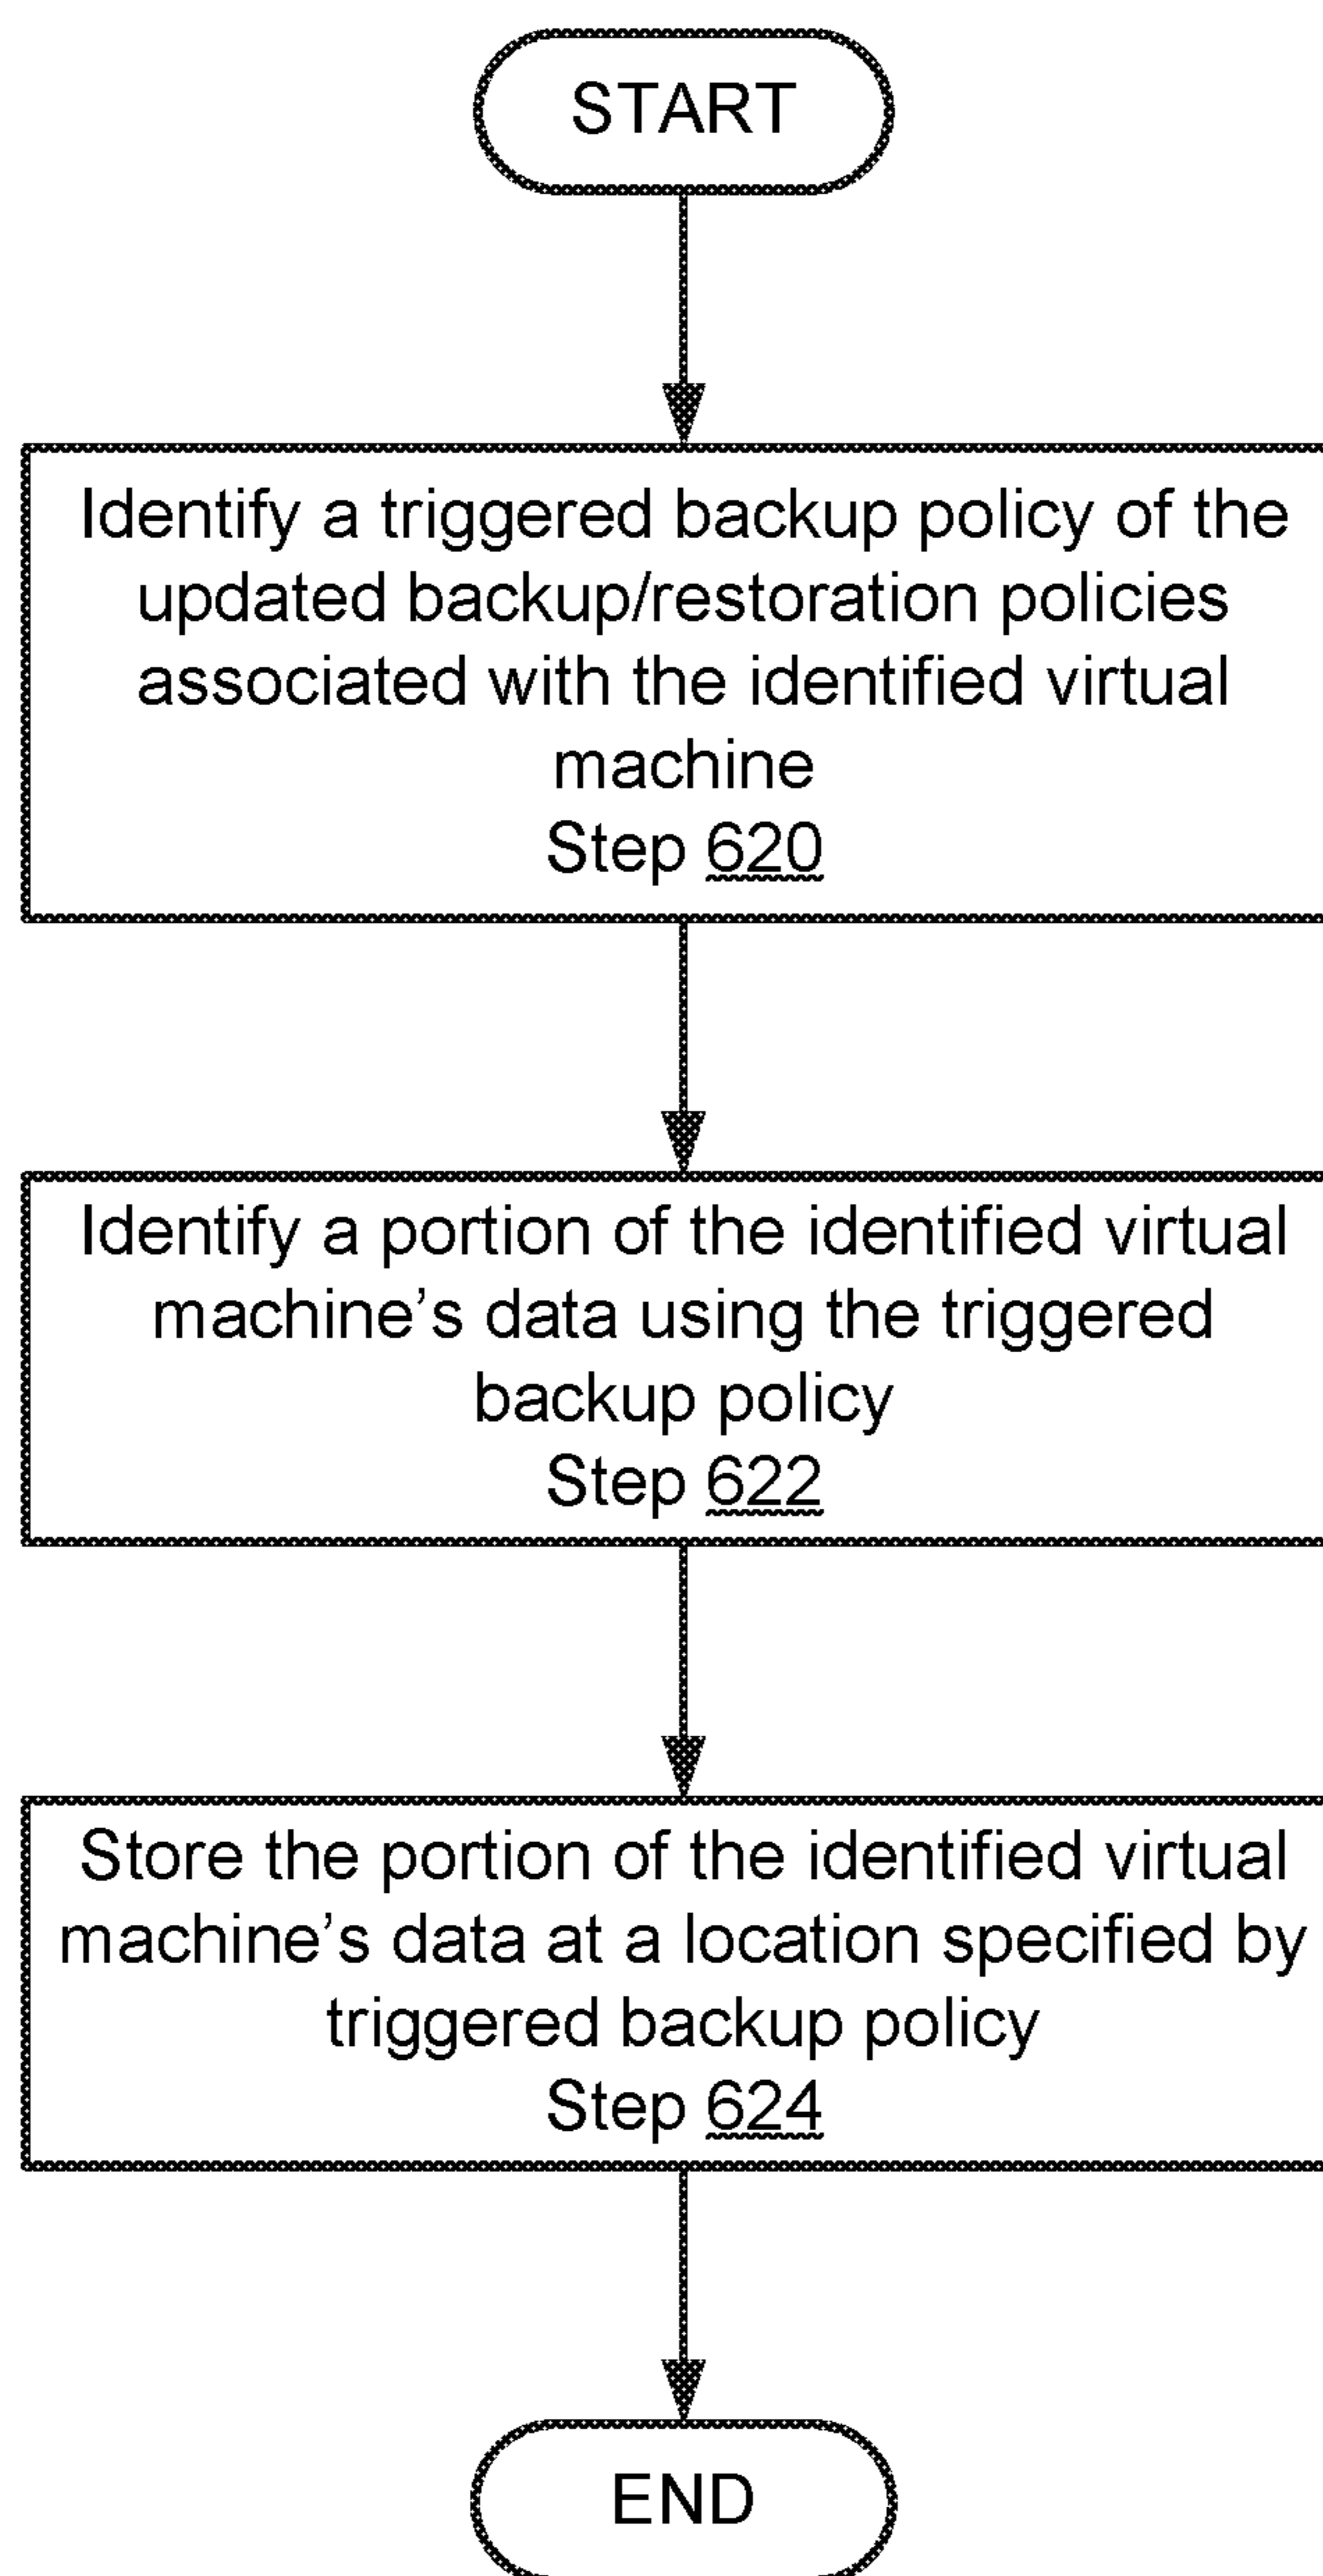 START
Identify a triggered backup policy of the
updated backup/restoration policies
associated with the identified virtual
machine
Step 620
Identify a portion of the identified virtual
machine’s data using the triggered
backup policy
Step 622
Store the portion of the identified virtual
machine’s data at a location specified by
triggered backup policy
Step 624
END